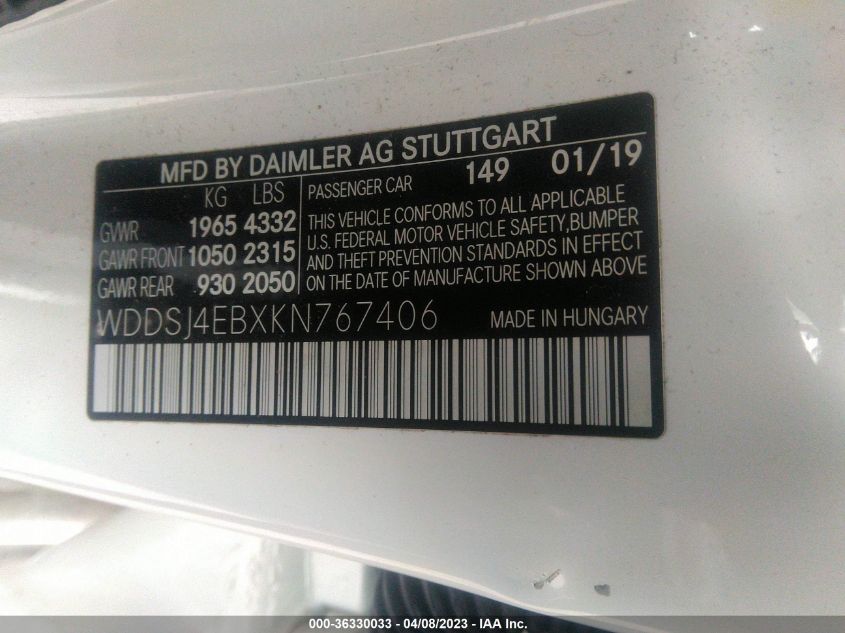 MFD BY DAIMLER AG STUTTGART
KG LBS
GVWR 1965 4332
GAWR FRONT 1050 2315
GAWR REAR 930 2050
PASSENGER CAR 149 01/19
THIS VEHICLE CONFORMS TO ALL APPLICABLE
U.S. FEDERAL MOTOR VEHICLE SAFETY,BUMPER
AND THEFT PREVENTION STANDARDS IN EFFECT
ON THE DATE OF MANUFACTURE SHOWN ABOVE
WDDSJ4EBXKN767406 MADE IN HUNGARY
000-36330033 - 04/08/2023 - IAA Inc.